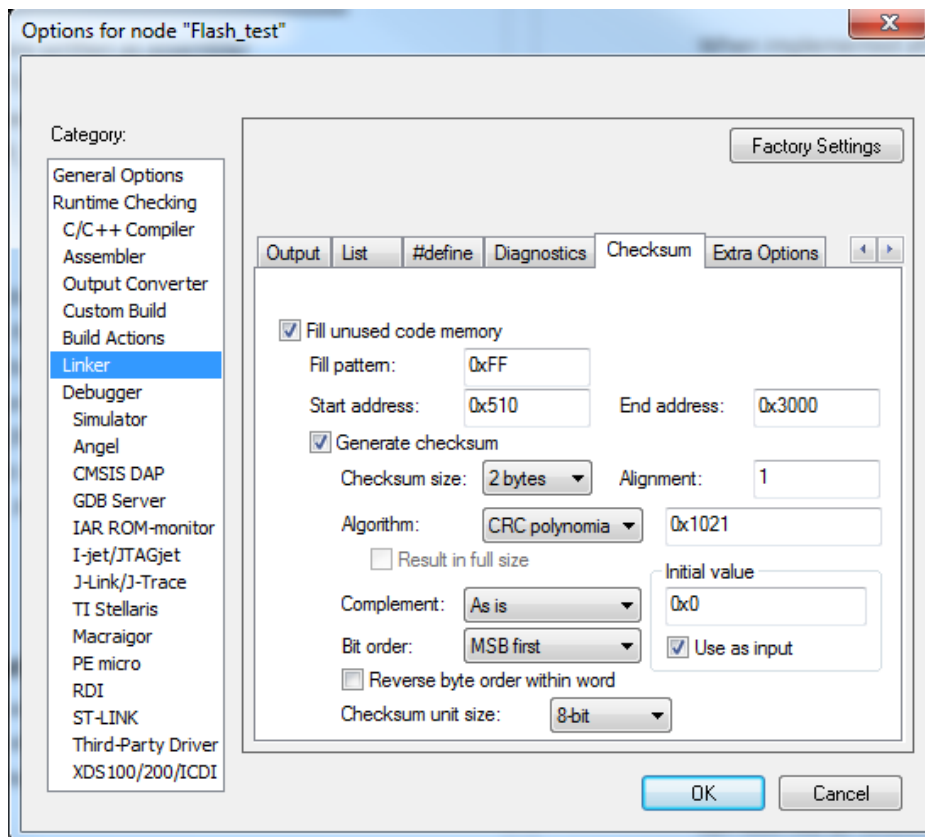 Options for node "Flash_test"
Category:
Factory Settings
General Options
Runtime Checking
C/C++ Compiler
Assembler
Output Converter
Custom Build
Build Actions
Linker
Debugger
Simulator
Angel
CMSIS DAP
GDB Server
IAR ROM-monitor
I-jet/JTAGjet
J-Link/J-Trace
TI Stellaris
Macraigor
PE micro
RDI
ST-LINK
Third-Party Driver
XDS100/200/ICDI
Output List #define Diagnostics Checksum Extra Options
Fill unused code memory
Fill pattern: 0xFF
Start address: 0x510 End address: 0x3000
Generate checksum
Checksum size: 2 bytes Alignment: 1
Algorithm: CRC polynomia 0x1021
Result in full size
Initial value
Complement: As is 0x0
Bit order: MSB first Use as input
Reverse byte order within word
Checksum unit size: 8-bit
OK Cancel